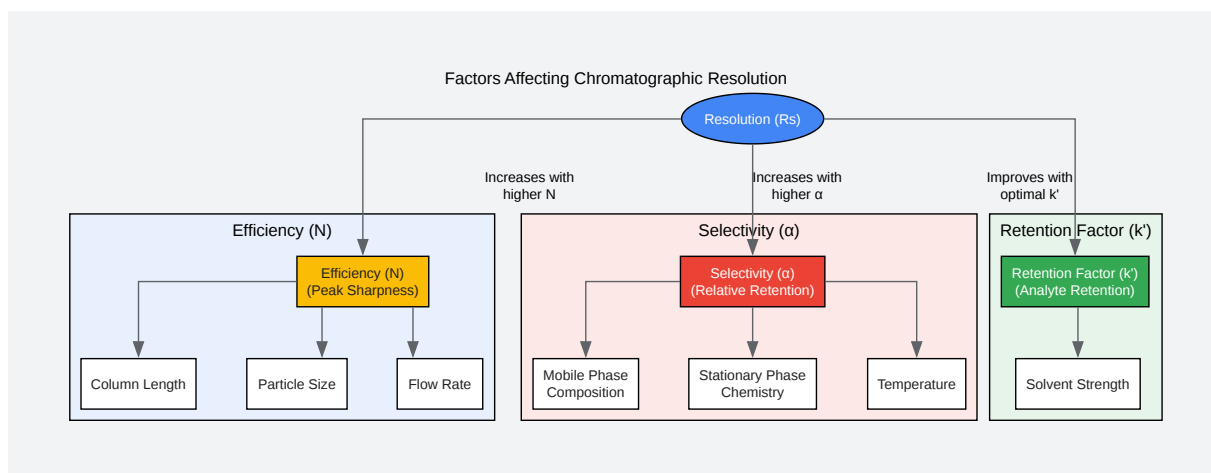 Factors Affecting Chromatographic Resolution
Resolution (Rs)
Increases with
higher N
Increases with
higher α
Improves with
optimal k'
Efficiency (N)
Selectivity (α)
Retention Factor (k')
Efficiency (N)
(Peak Sharpness)
Selectivity (α)
(Relative Retention)
Retention Factor (k')
(Analyte Retention)
Column Length
Particle Size
Flow Rate
Mobile Phase
Composition
Stationary Phase
Chemistry
Temperature
Solvent Strength